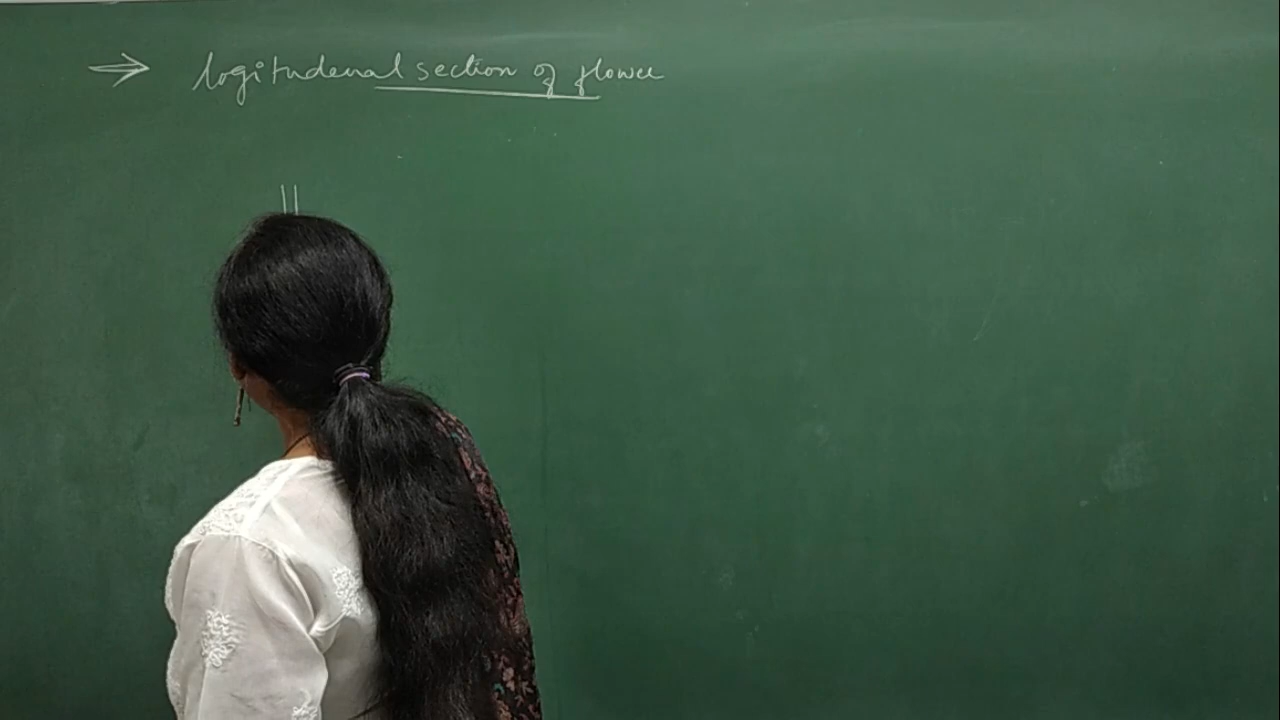 → logitudenal section of flower